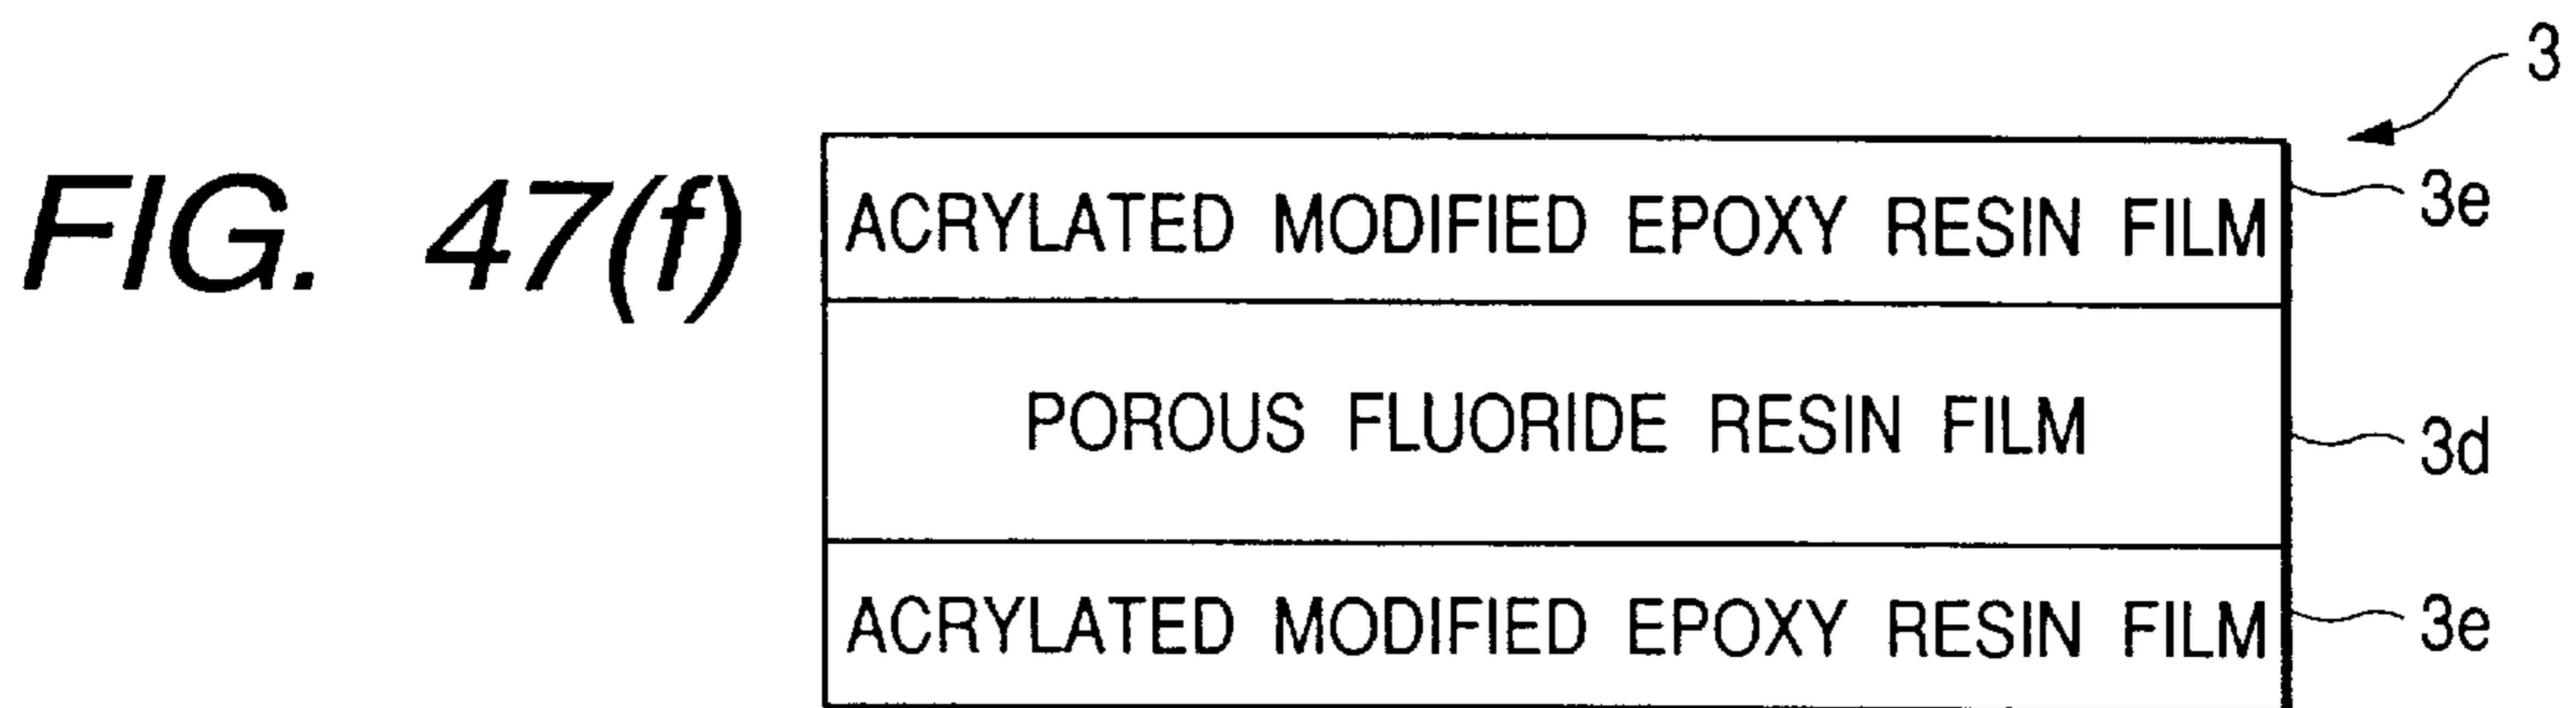 3
FIG. 47(f)
ACRYLATED MODIFIED EPOXY RESIN FILM 3e
POROUS FLUORIDE RESIN FILM 3d
ACRYLATED MODIFIED EPOXY RESIN FILM 3e